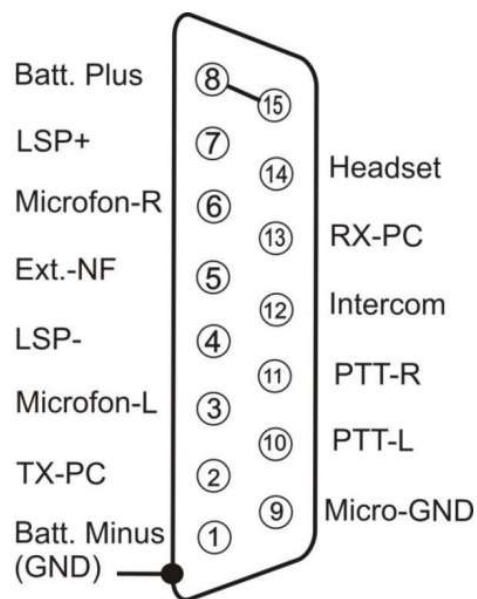 Batt. Plus
8
15
LSP+
7
14
Headset
Microfon-R
6
13
RX-PC
Ext.-NF
5
12
Intercom
LSP-
4
11
PTT-R
Microfon-L
3
10
PTT-L
TX-PC
2
9
Micro-GND
Batt. Minus
(GND)
1